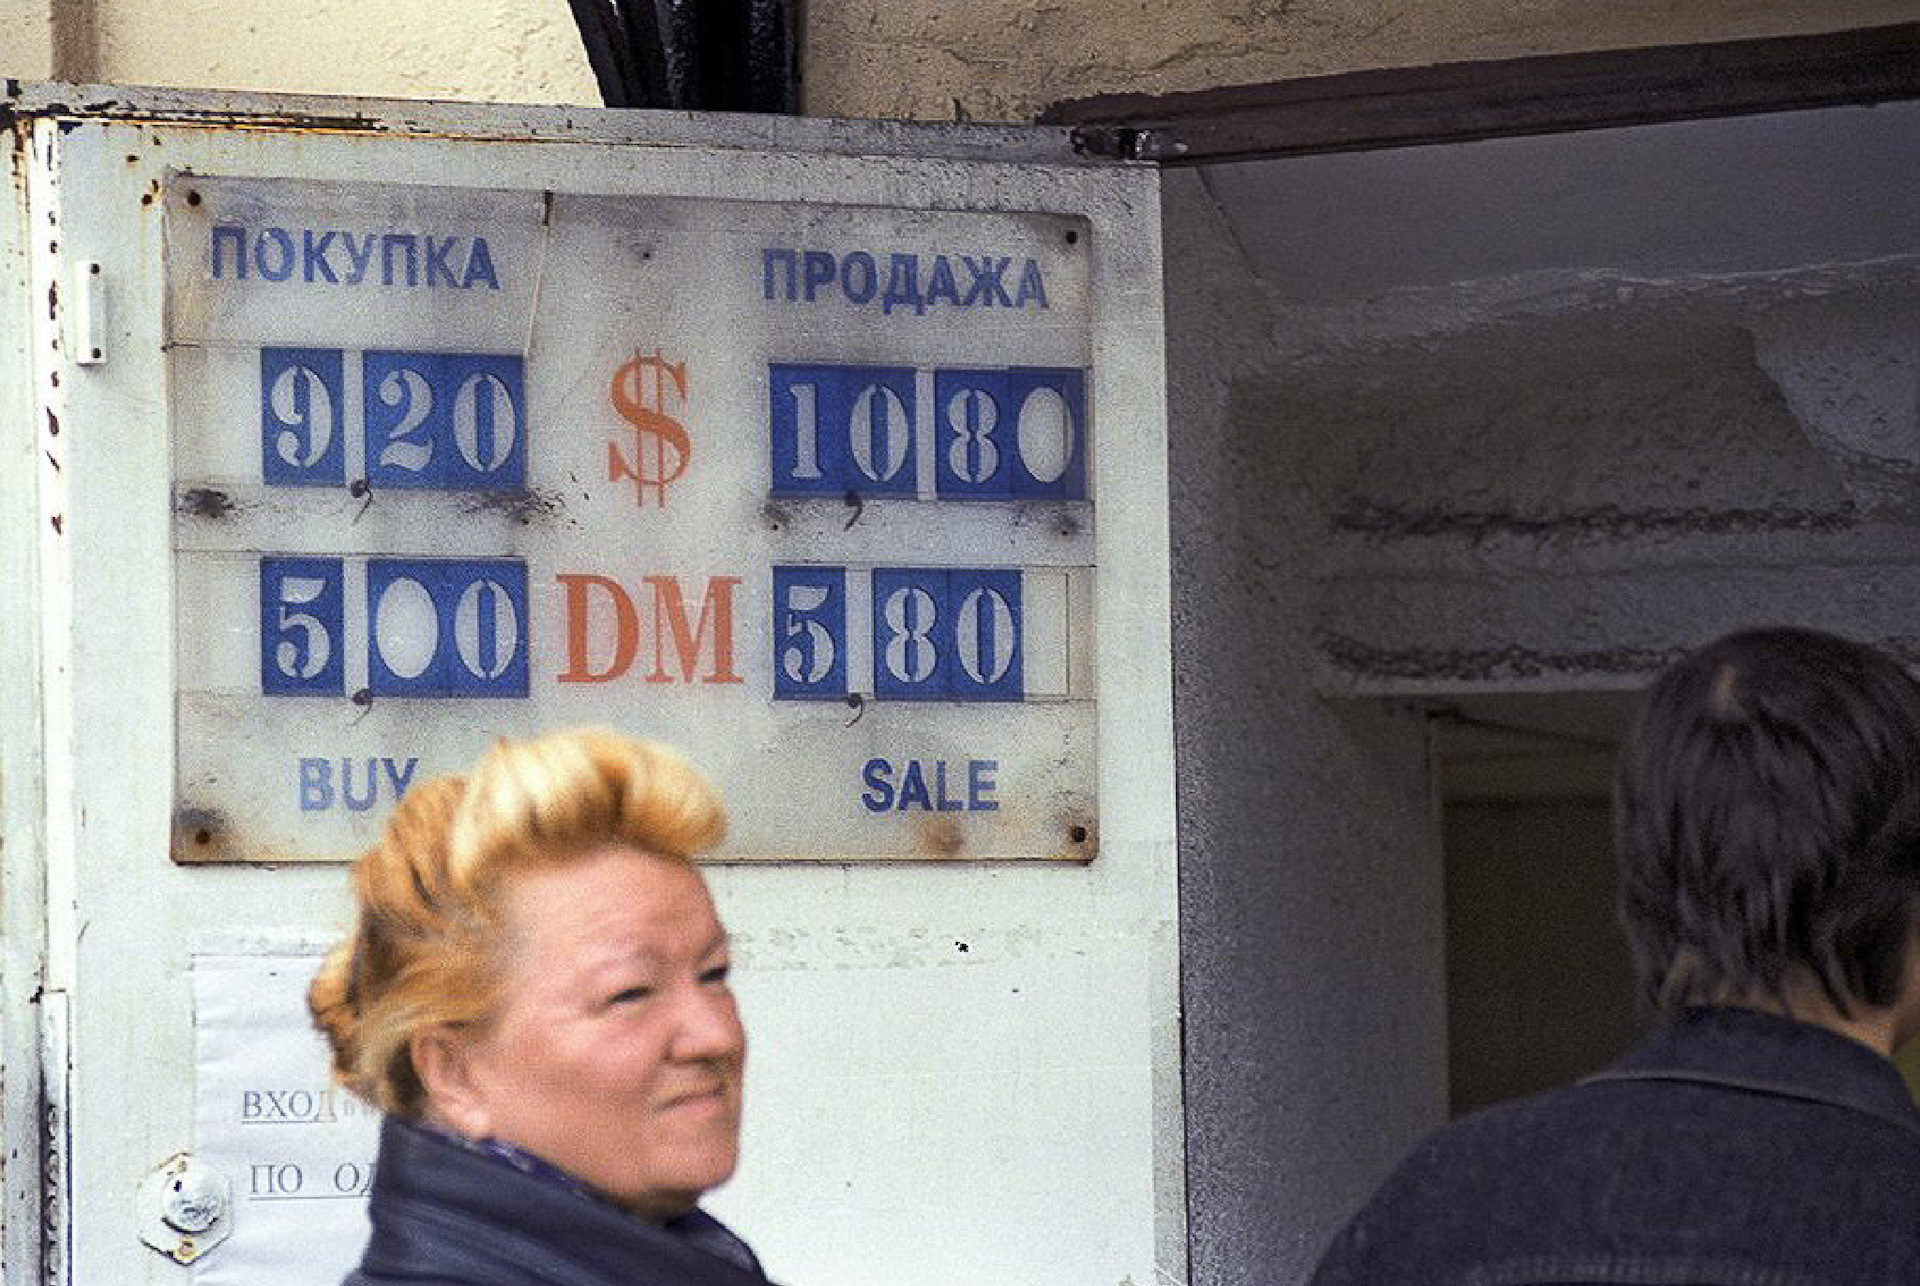 ПОКУПКА ПРОДАЖА
9,20 $ 10,80
5,00 DM 5,80
BUY SALE
ВХОД
ПО